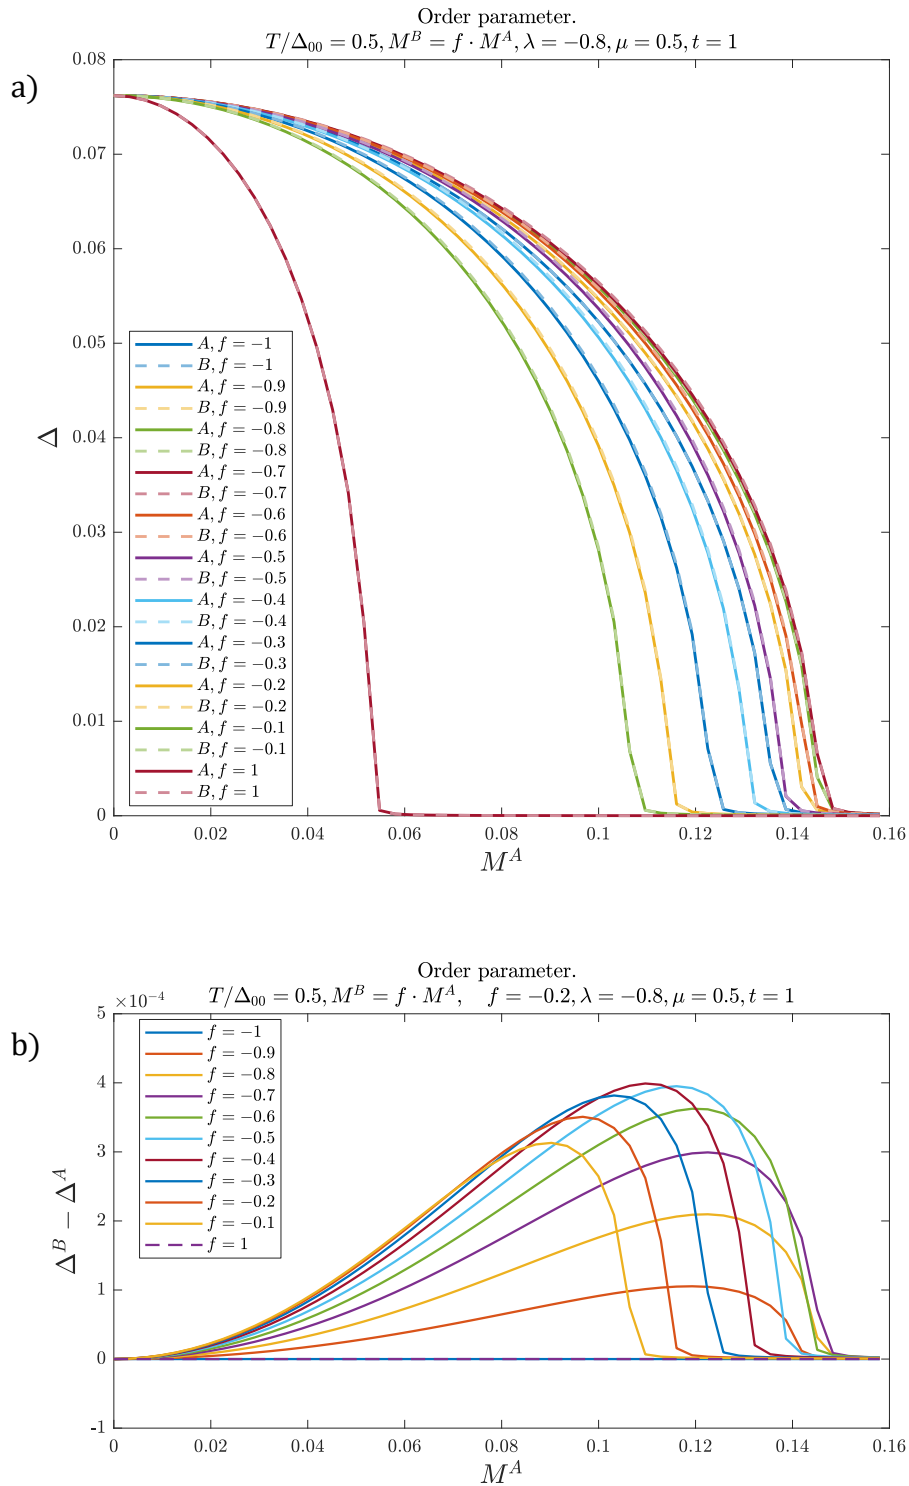 Order parameter.
T/Δ₀₀ = 0.5, Mᴮ = f · Mᴬ, λ = −0.8, μ = 0.5, t = 1
a)
0.08
0.07
0.06
0.05
0.04
0.03
0.02
0.01
0
Δ
A, f = −1
B, f = −1
A, f = −0.9
B, f = −0.9
A, f = −0.8
B, f = −0.8
A, f = −0.7
B, f = −0.7
A, f = −0.6
B, f = −0.6
A, f = −0.5
B, f = −0.5
A, f = −0.4
B, f = −0.4
A, f = −0.3
B, f = −0.3
A, f = −0.2
B, f = −0.2
A, f = −0.1
B, f = −0.1
A, f = 1
B, f = 1
0 0.02 0.04 0.06 0.08 0.1 0.12 0.14 0.16
Mᴬ
Order parameter.
T/Δ₀₀ = 0.5, Mᴮ = f · Mᴬ, f = −0.2, λ = −0.8, μ = 0.5, t = 1
×10⁻⁴
b)
5
4
3
2
1
0
-1
Δᴮ − Δᴬ
f = −1
f = −0.9
f = −0.8
f = −0.7
f = −0.6
f = −0.5
f = −0.4
f = −0.3
f = −0.2
f = −0.1
f = 1
0 0.02 0.04 0.06 0.08 0.1 0.12 0.14 0.16
Mᴬ